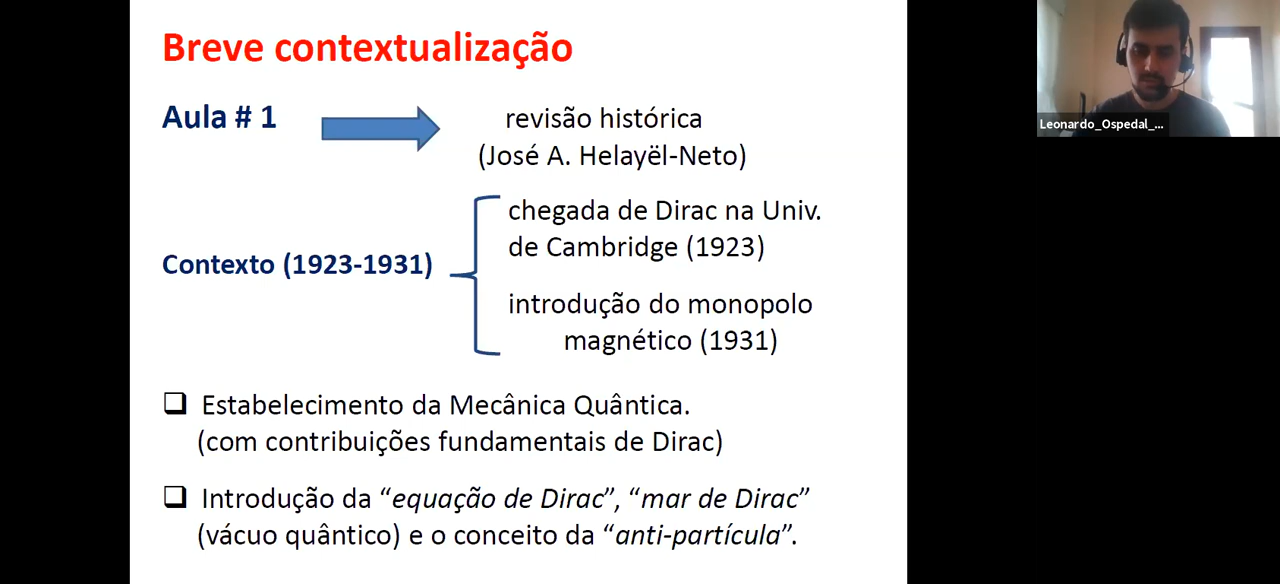 Breve contextualização
Aula # 1
revisão histórica
(José A. Helayël-Neto)
Contexto (1923-1931)
chegada de Dirac na Univ.
de Cambridge (1923)
introdução do monopolo
magnético (1931)
Estabelecimento da Mecânica Quântica.
(com contribuições fundamentais de Dirac)
Introdução da “equação de Dirac”, “mar de Dirac”
(vácuo quântico) e o conceito da “anti-partícula”.
Leonardo_Ospedal_...